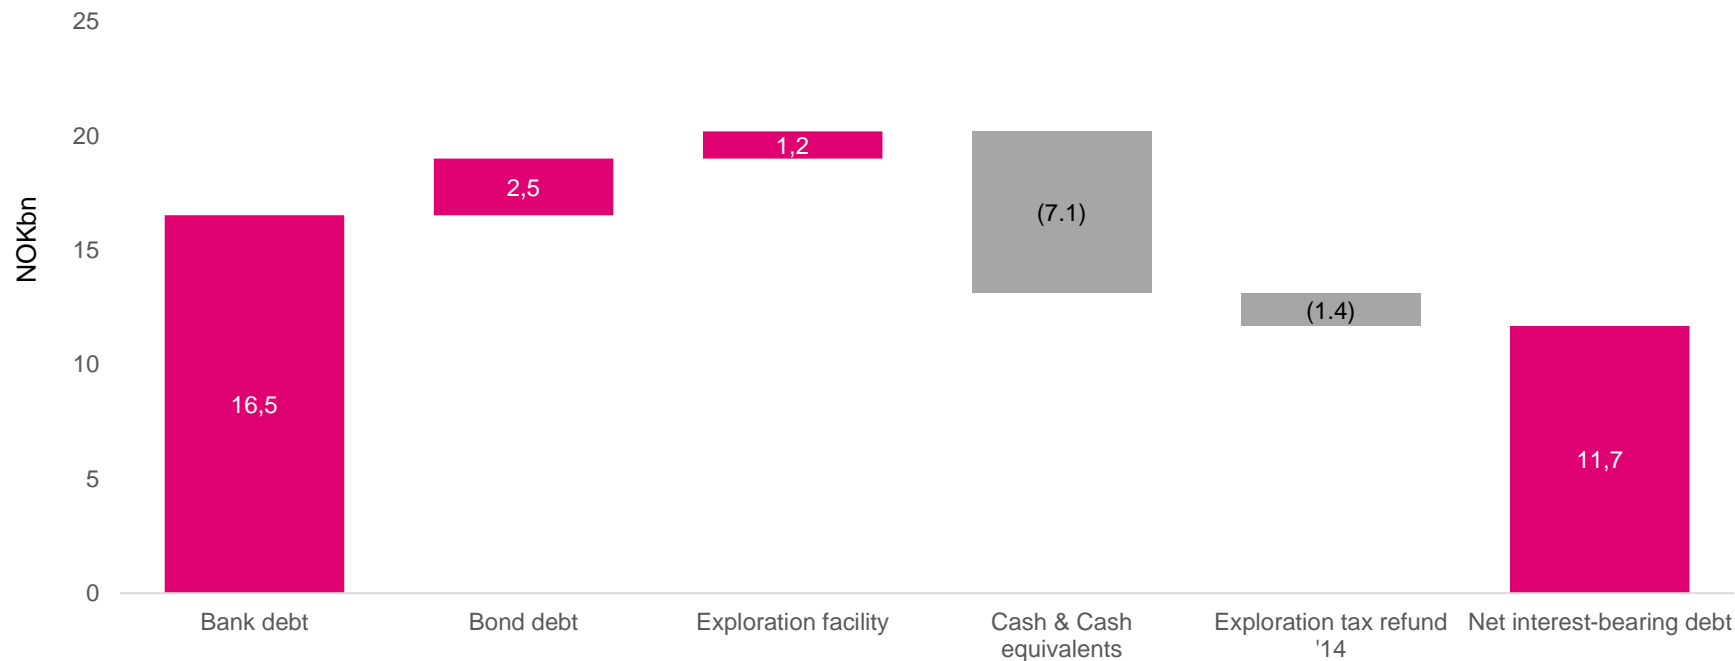 25
20
15
10
5
0
NOKbn
16,5
2,5
1,2
(7.1)
(1.4)
11,7
Bank debt
Bond debt
Exploration facility
Cash & Cash
equivalents
Exploration tax refund
'14
Net interest-bearing debt